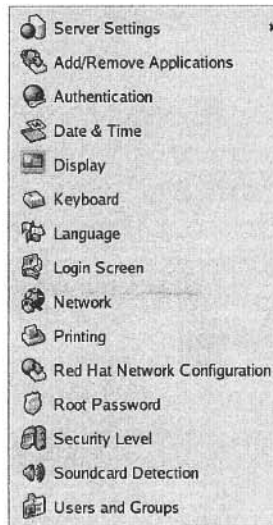 Server Settings
Add/Remove Applications
Authentication
Date & Time
Display
Keyboard
Language
Login Screen
Network
Printing
Red Hat Network Configuration
Root Password
Security Level
Soundcard Detection
Users and Groups